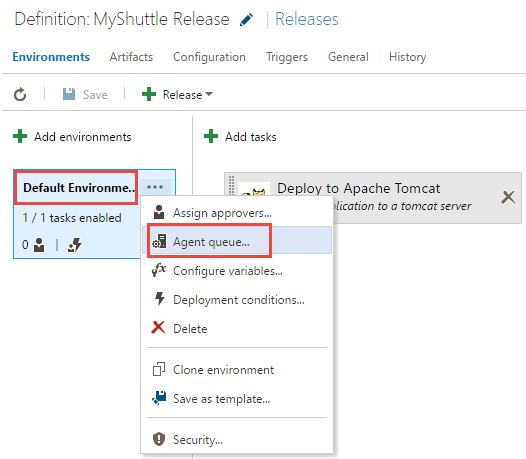 Definition: MyShuttle Release | Releases
Environments Artifacts Configuration Triggers General History
Save Release
Add environments Add tasks
Default Environme... ...
Deploy to Apache Tomcat
plication to a tomcat server
1 / 1 tasks enabled
0
Assign approvers...
Agent queue...
Configure variables...
Deployment conditions...
Delete
Clone environment
Save as template...
Security...